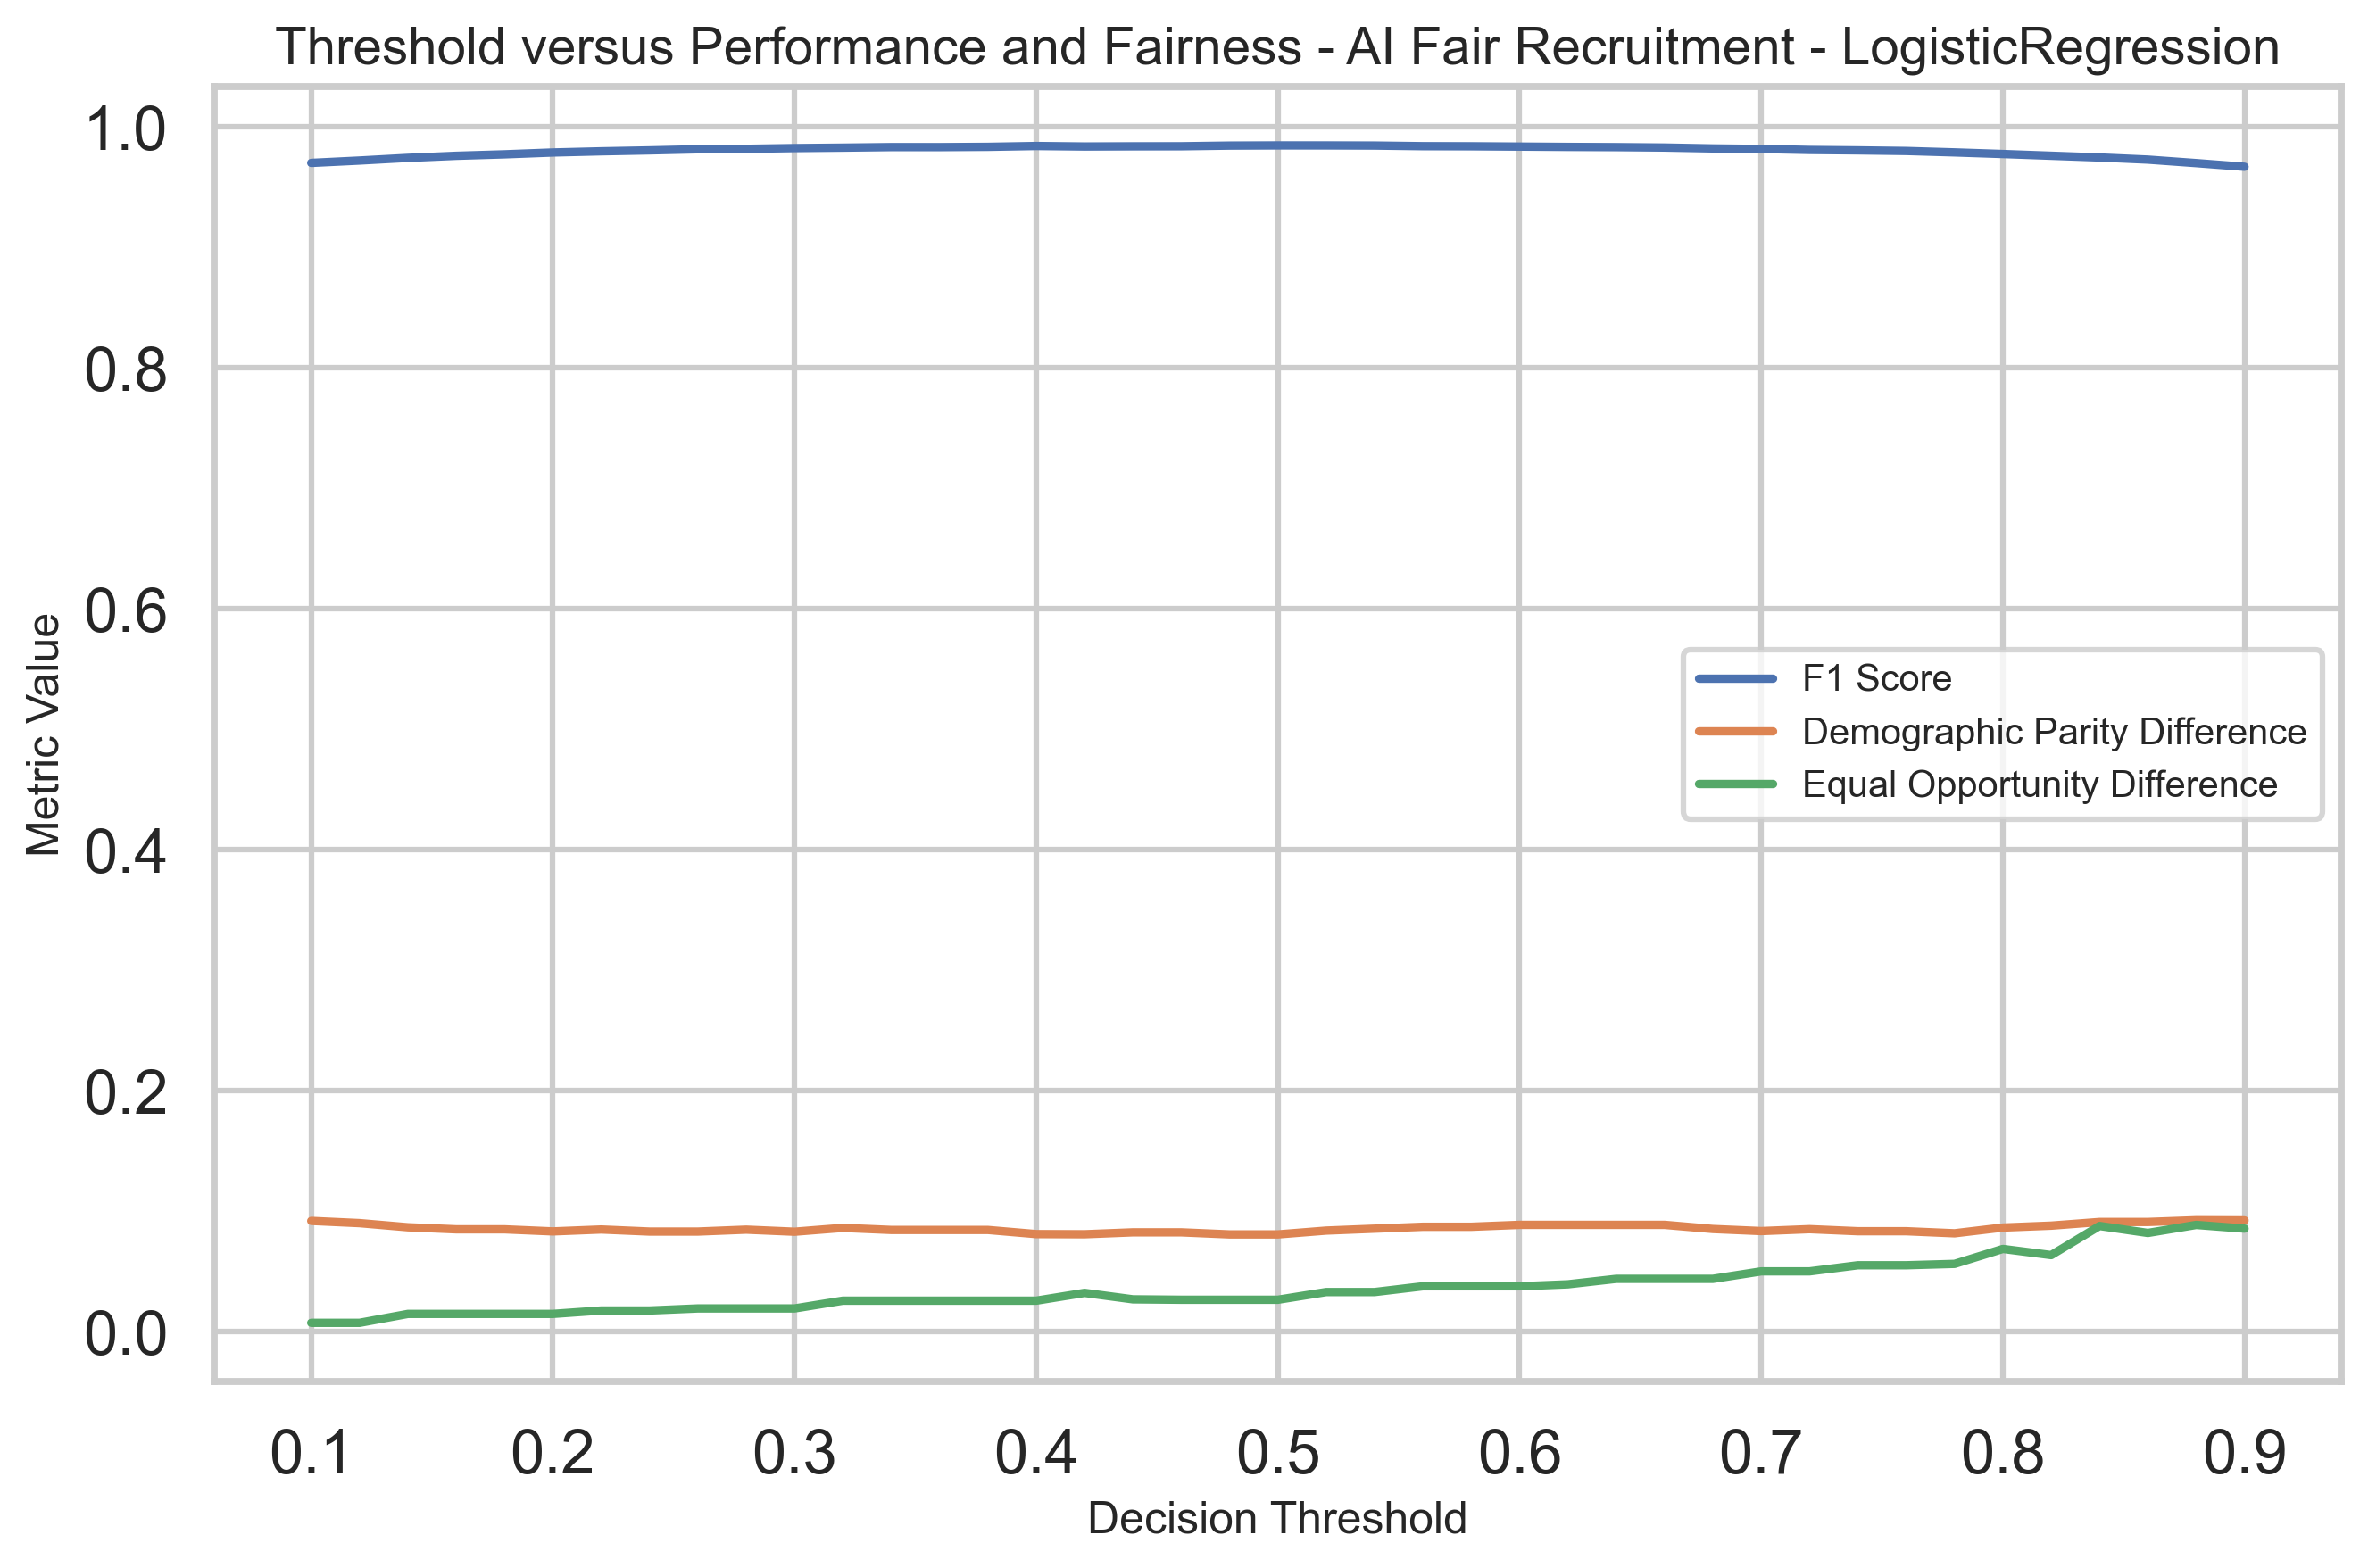 Threshold versus Performance and Fairness - AI Fair Recruitment - LogisticRegression
1.0
0.8
0.6
0.4
0.2
0.0
Metric Value
F1 Score
Demographic Parity Difference
Equal Opportunity Difference
0.1 0.2 0.3 0.4 0.5 0.6 0.7 0.8 0.9
Decision Threshold